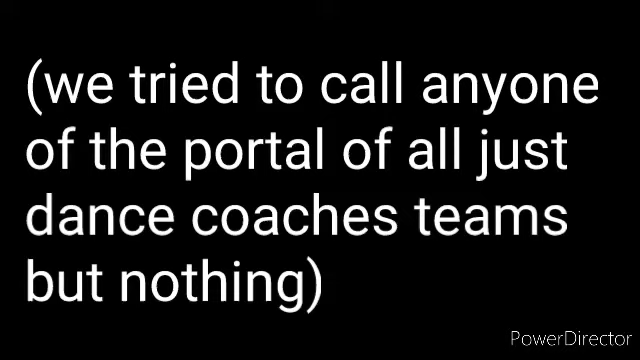 (we tried to call anyone
of the portal of all just
dance coaches teams
but nothing)
PowerDirector